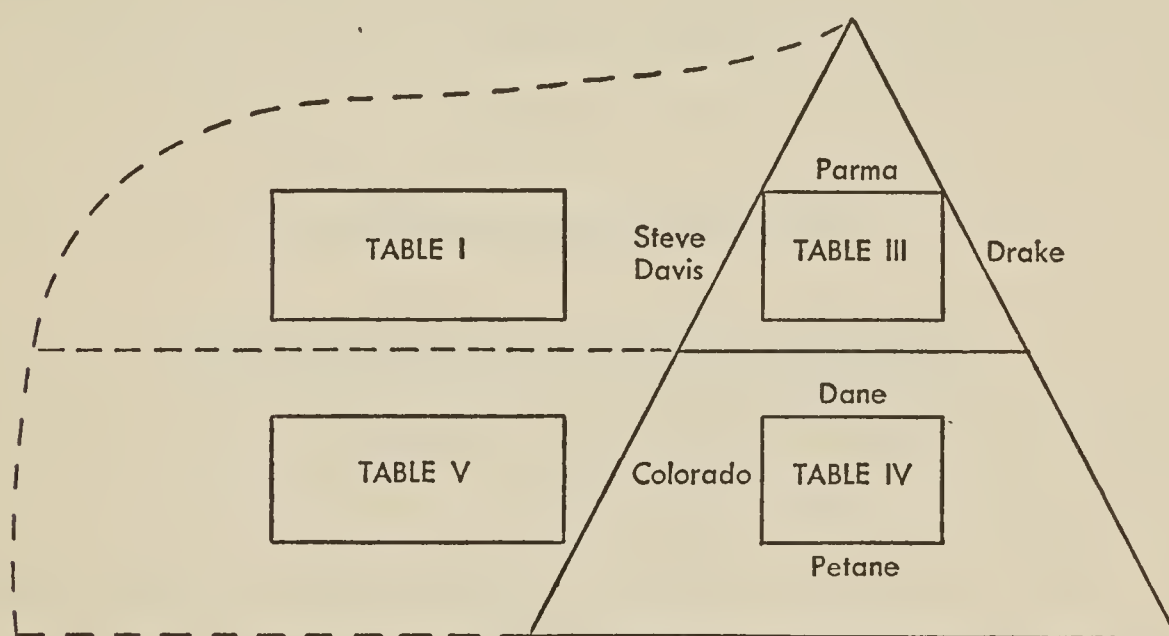 Parma
TABLE I
Steve
Davis
TABLE III
Drake
Dane
TABLE V
Colorado
TABLE IV
Petane